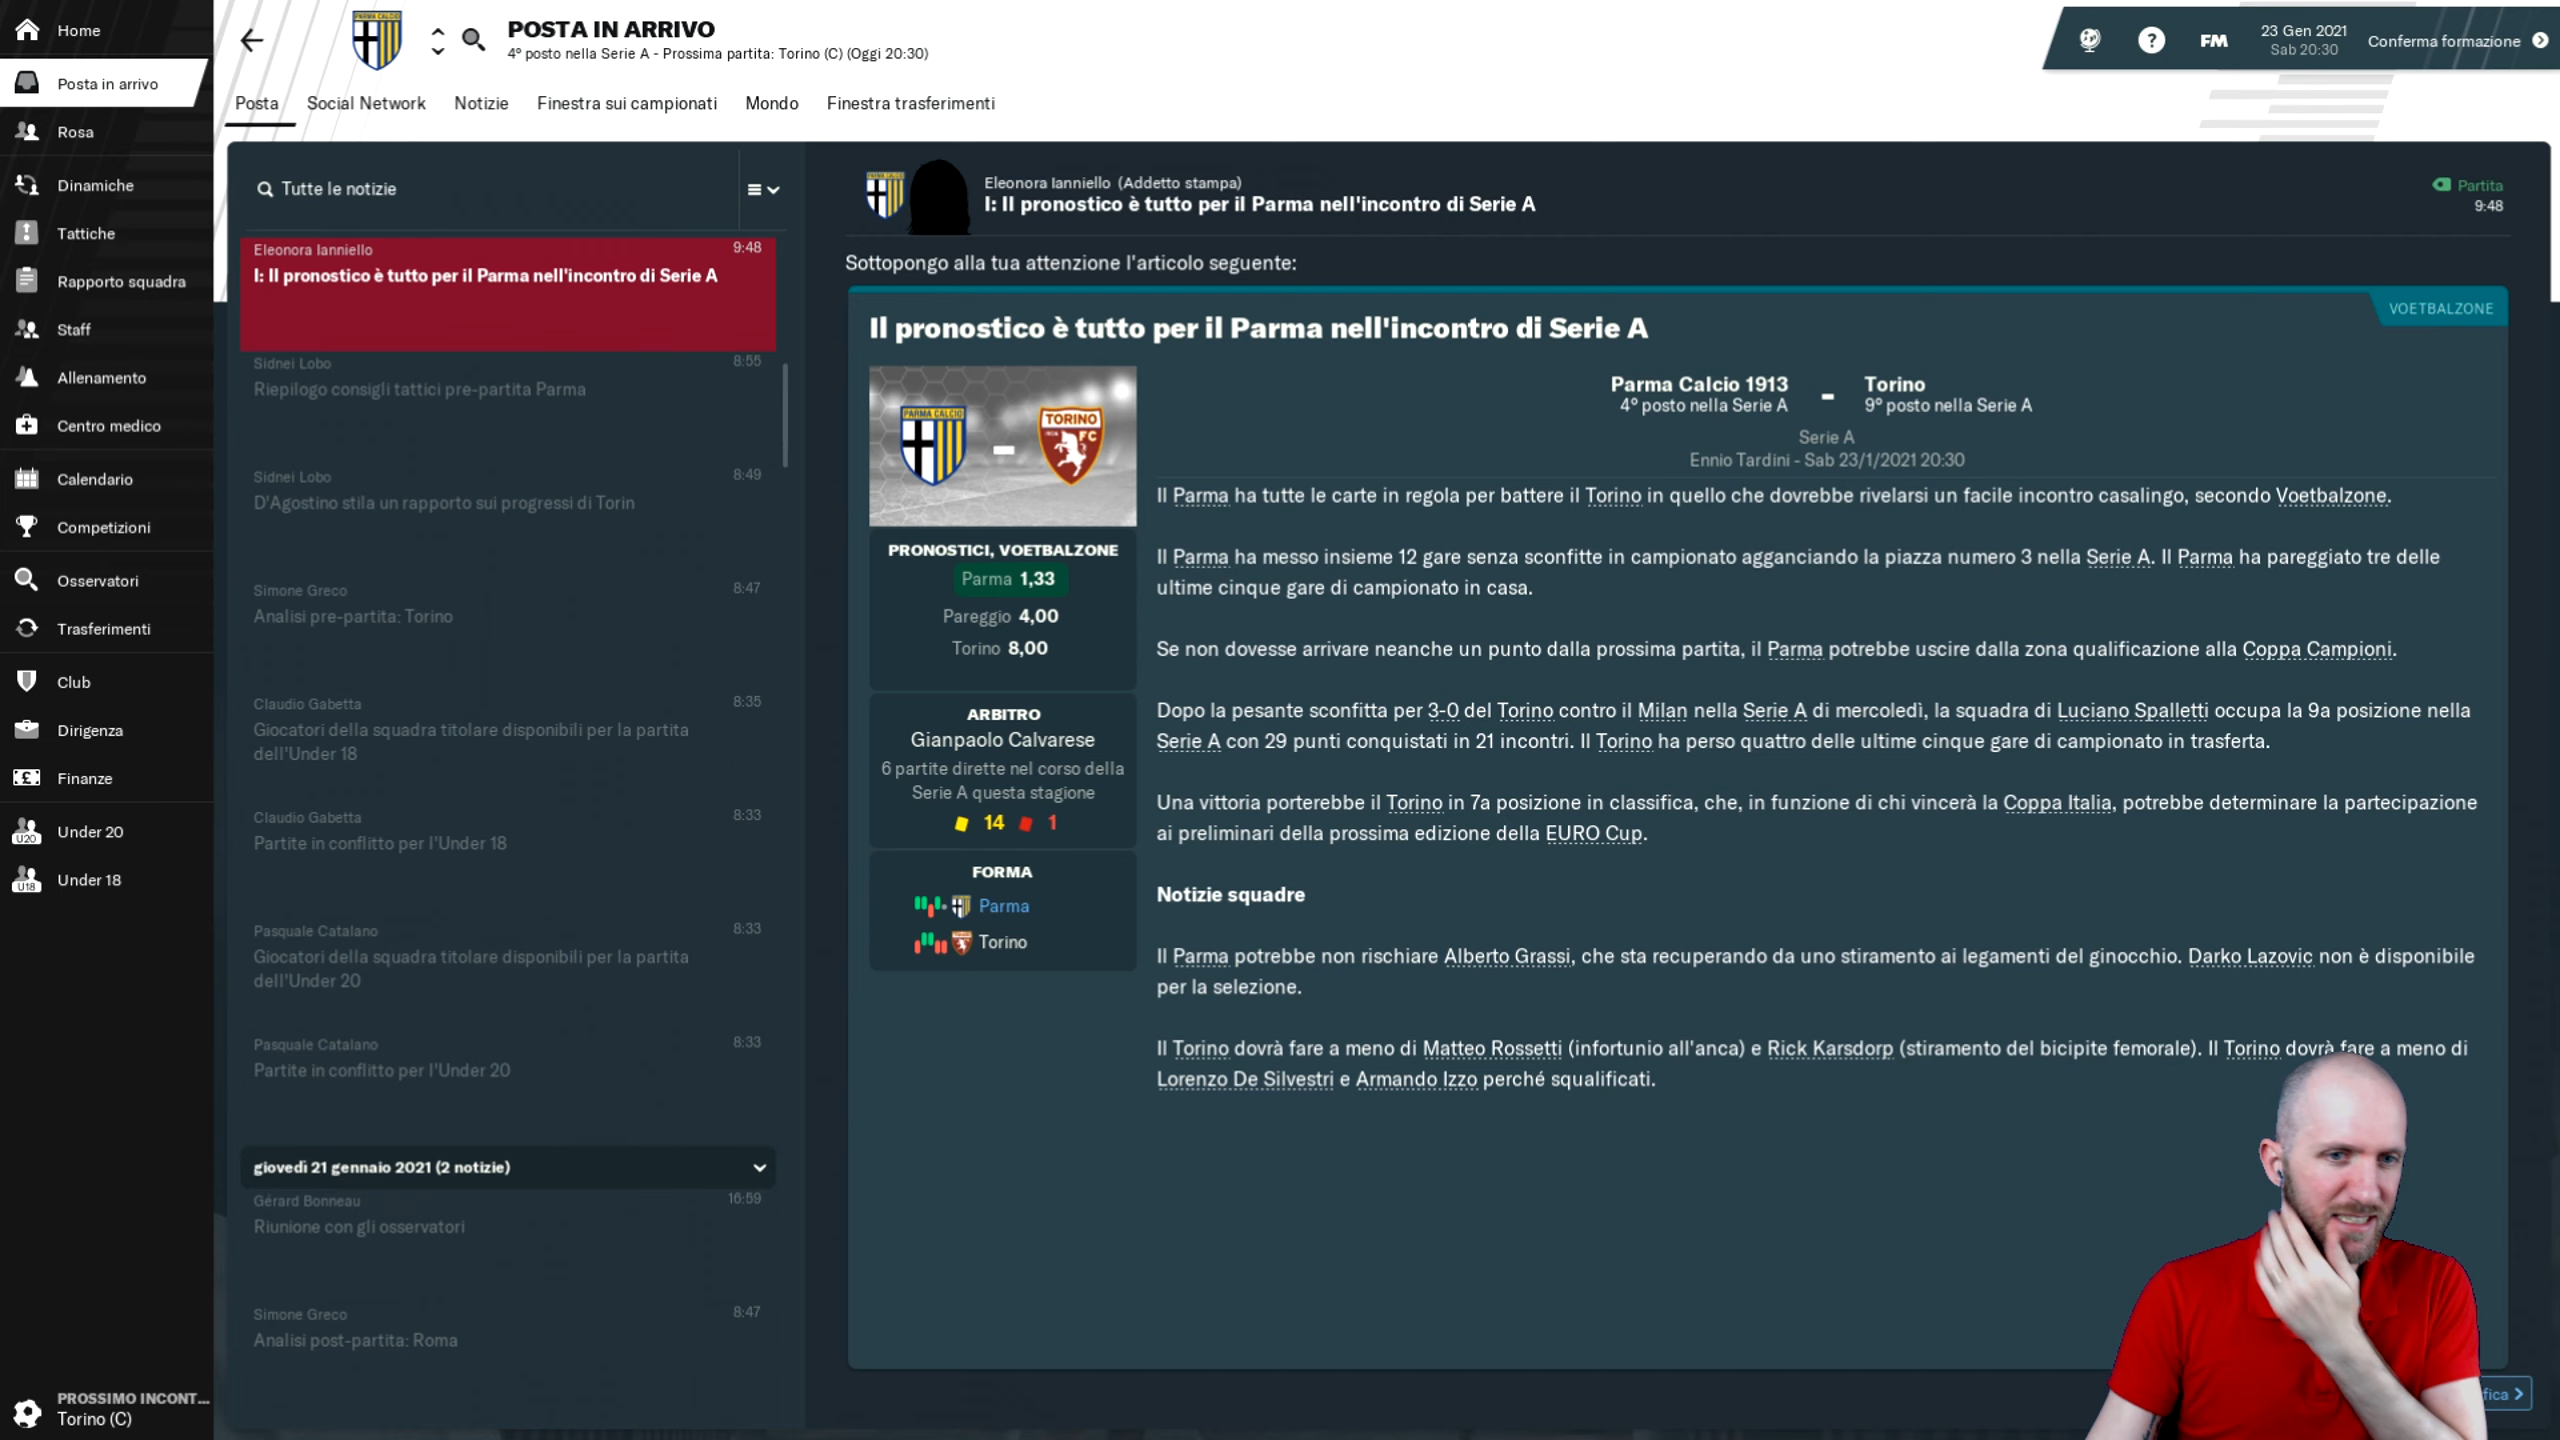 Home
Posta in arrivo
Rosa
Dinamiche
Tattiche
Rapporto squadra
Staff
Allenamento
Centro medico
Calendario
Competizioni
Osservatori
Trasferimenti
Club
Dirigenza
Finanze
U20
Under 20
U18
Under 18
PROSSIMO INCONT...
Torino (C)
PARMA CALCIO
POSTA IN ARRIVO
4º posto nella Serie A - Prossima partita: Torino (C) (Oggi 20:30)
FM
23 Gen 2021
Sab 20:30
Conferma formazione
Posta
Social Network
Notizie
Finestra sui campionati
Mondo
Finestra trasferimenti
Tutte le notizie
Eleonora Ianniello
9:48
I: Il pronostico è tutto per il Parma nell'incontro di Serie A
Sidnei Lobo
8:55
Riepilogo consigli tattici pre-partita Parma
Sidnei Lobo
8:49
D'Agostino stila un rapporto sui progressi di Torin
Simone Greco
8:47
Analisi pre-partita: Torino
Claudio Gabetta
8:35
Giocatori della squadra titolare disponibili per la partita
dell'Under 18
Claudio Gabetta
8:33
Partite in conflitto per l'Under 18
Pasquale Catalano
8:33
Giocatori della squadra titolare disponibili per la partita
dell'Under 20
Pasquale Catalano
8:33
Partite in conflitto per l'Under 20
giovedì 21 gennaio 2021 (2 notizie)
Gérard Bonneau
16:59
Riunione con gli osservatori
Simone Greco
8:47
Analisi post-partita: Roma
Eleonora Ianniello (Addetto stampa)
I: Il pronostico è tutto per il Parma nell'incontro di Serie A
Partita
9:48
Sottopongo alla tua attenzione l'articolo seguente:
VOETBALZONE
Il pronostico è tutto per il Parma nell'incontro di Serie A
PARMA CALCIO
-
TORINO
FC
Parma Calcio 1913 - Torino
4º posto nella Serie A
9º posto nella Serie A
Serie A
Ennio Tardini - Sab 23/1/2021 20:30
PRONOSTICI, VOETBALZONE
Parma 1,33
Pareggio 4,00
Torino 8,00
ARBITRO
Gianpaolo Calvarese
6 partite dirette nel corso della
Serie A questa stagione
14 1
FORMA
Parma
Torino
Il Parma ha tutte le carte in regola per battere il Torino in quello che dovrebbe rivelarsi un facile incontro casalingo, secondo Voetbalzone.
Il Parma ha messo insieme 12 gare senza sconfitte in campionato agganciando la piazza numero 3 nella Serie A. Il Parma ha pareggiato tre delle
ultime cinque gare di campionato in casa.
Se non dovesse arrivare neanche un punto dalla prossima partita, il Parma potrebbe uscire dalla zona qualificazione alla Coppa Campioni.
Dopo la pesante sconfitta per 3-0 del Torino contro il Milan nella Serie A di mercoledì, la squadra di Luciano Spalletti occupa la 9a posizione nella
Serie A con 29 punti conquistati in 21 incontri. Il Torino ha perso quattro delle ultime cinque gare di campionato in trasferta.
Una vittoria porterebbe il Torino in 7a posizione in classifica, che, in funzione di chi vincerà la Coppa Italia, potrebbe determinare la partecipazione
ai preliminari della prossima edizione della EURO Cup.
Notizie squadre
Il Parma potrebbe non rischiare Alberto Grassi, che sta recuperando da uno stiramento ai legamenti del ginocchio. Darko Lazovic non è disponibile
per la selezione.
Il Torino dovrà fare a meno di Matteo Rossetti (infortunio all'anca) e Rick Karsdorp (stiramento del bicipite femorale). Il Torino dovrà fare a meno di
Lorenzo De Silvestri e Armando Izzo perché squalificati.